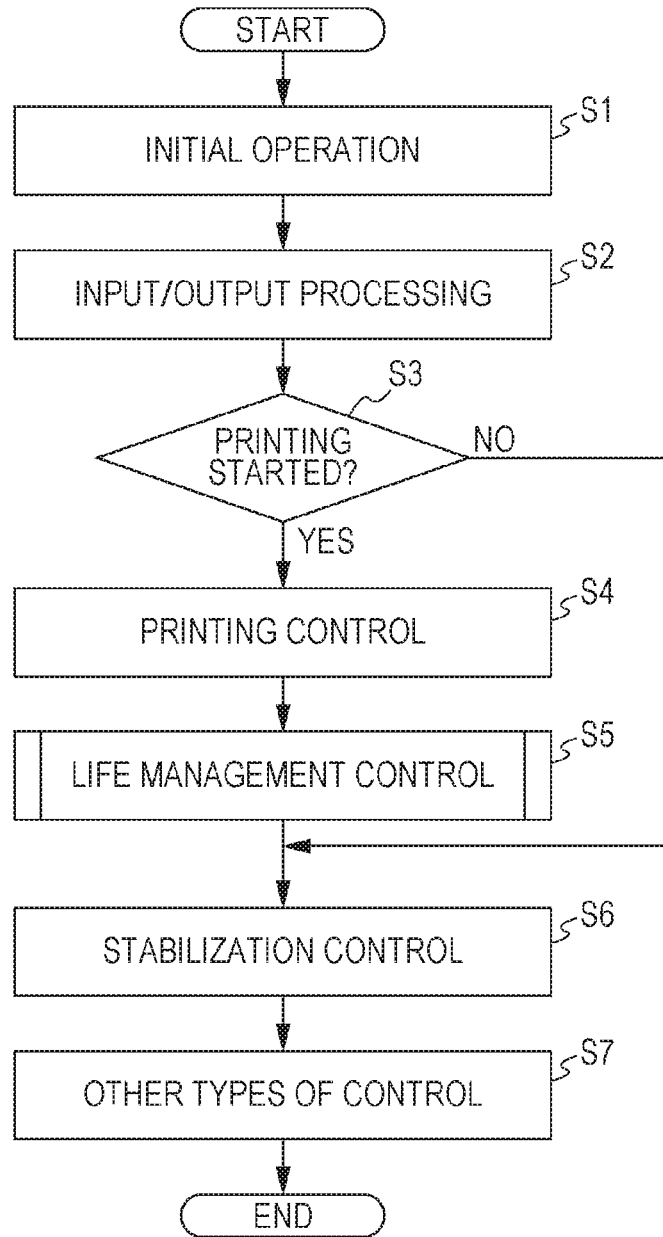 START
S1
INITIAL OPERATION
S2
INPUT/OUTPUT PROCESSING
S3
PRINTING
STARTED?
NO
YES
S4
PRINTING CONTROL
S5
LIFE MANAGEMENT CONTROL
S6
STABILIZATION CONTROL
S7
OTHER TYPES OF CONTROL
END